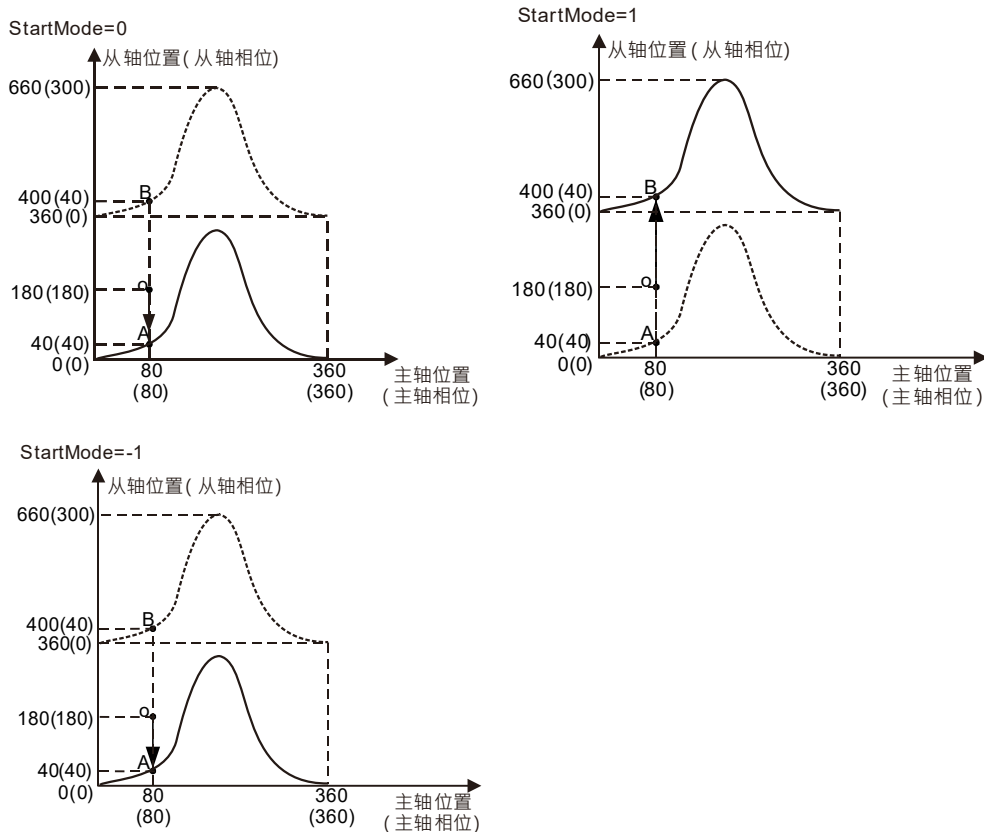 StartMode=0
从轴位置(从轴相位)
660(300)
B
400(40)
360(0)
o
180(180)
A
40(40)
0(0)
80
(80)
360
(360)
主轴位置
(主轴相位)
StartMode=1
从轴位置(从轴相位)
660(300)
B
400(40)
360(0)
o
180(180)
A
40(40)
0(0)
80
(80)
360
(360)
主轴位置
(主轴相位)
StartMode=-1
从轴位置(从轴相位)
660(300)
B
400(40)
360(0)
o
180(180)
A
40(40)
0(0)
80
(80)
360
(360)
主轴位置
(主轴相位)